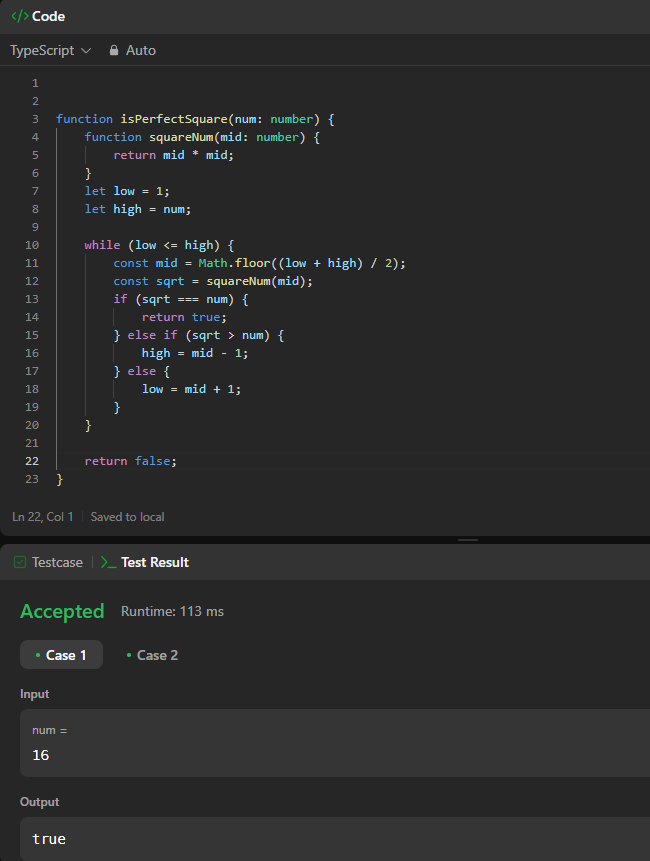 </> Code
TypeScript Auto
1
2
3 function isPerfectSquare(num: number) {
4     function squareNum(mid: number) {
5         return mid * mid;
6     }
7     let low = 1;
8     let high = num;
9
10     while (low <= high) {
11         const mid = Math.floor((low + high) / 2);
12         const sqrt = squareNum(mid);
13         if (sqrt === num) {
14             return true;
15         } else if (sqrt > num) {
16             high = mid - 1;
17         } else {
18             low = mid + 1;
19         }
20     }
21
22     return false;
23 }
Ln 22, Col 1 | Saved to local
Testcase | >_ Test Result
Accepted Runtime: 113 ms
• Case 1 • Case 2
Input
num =
16
Output
true